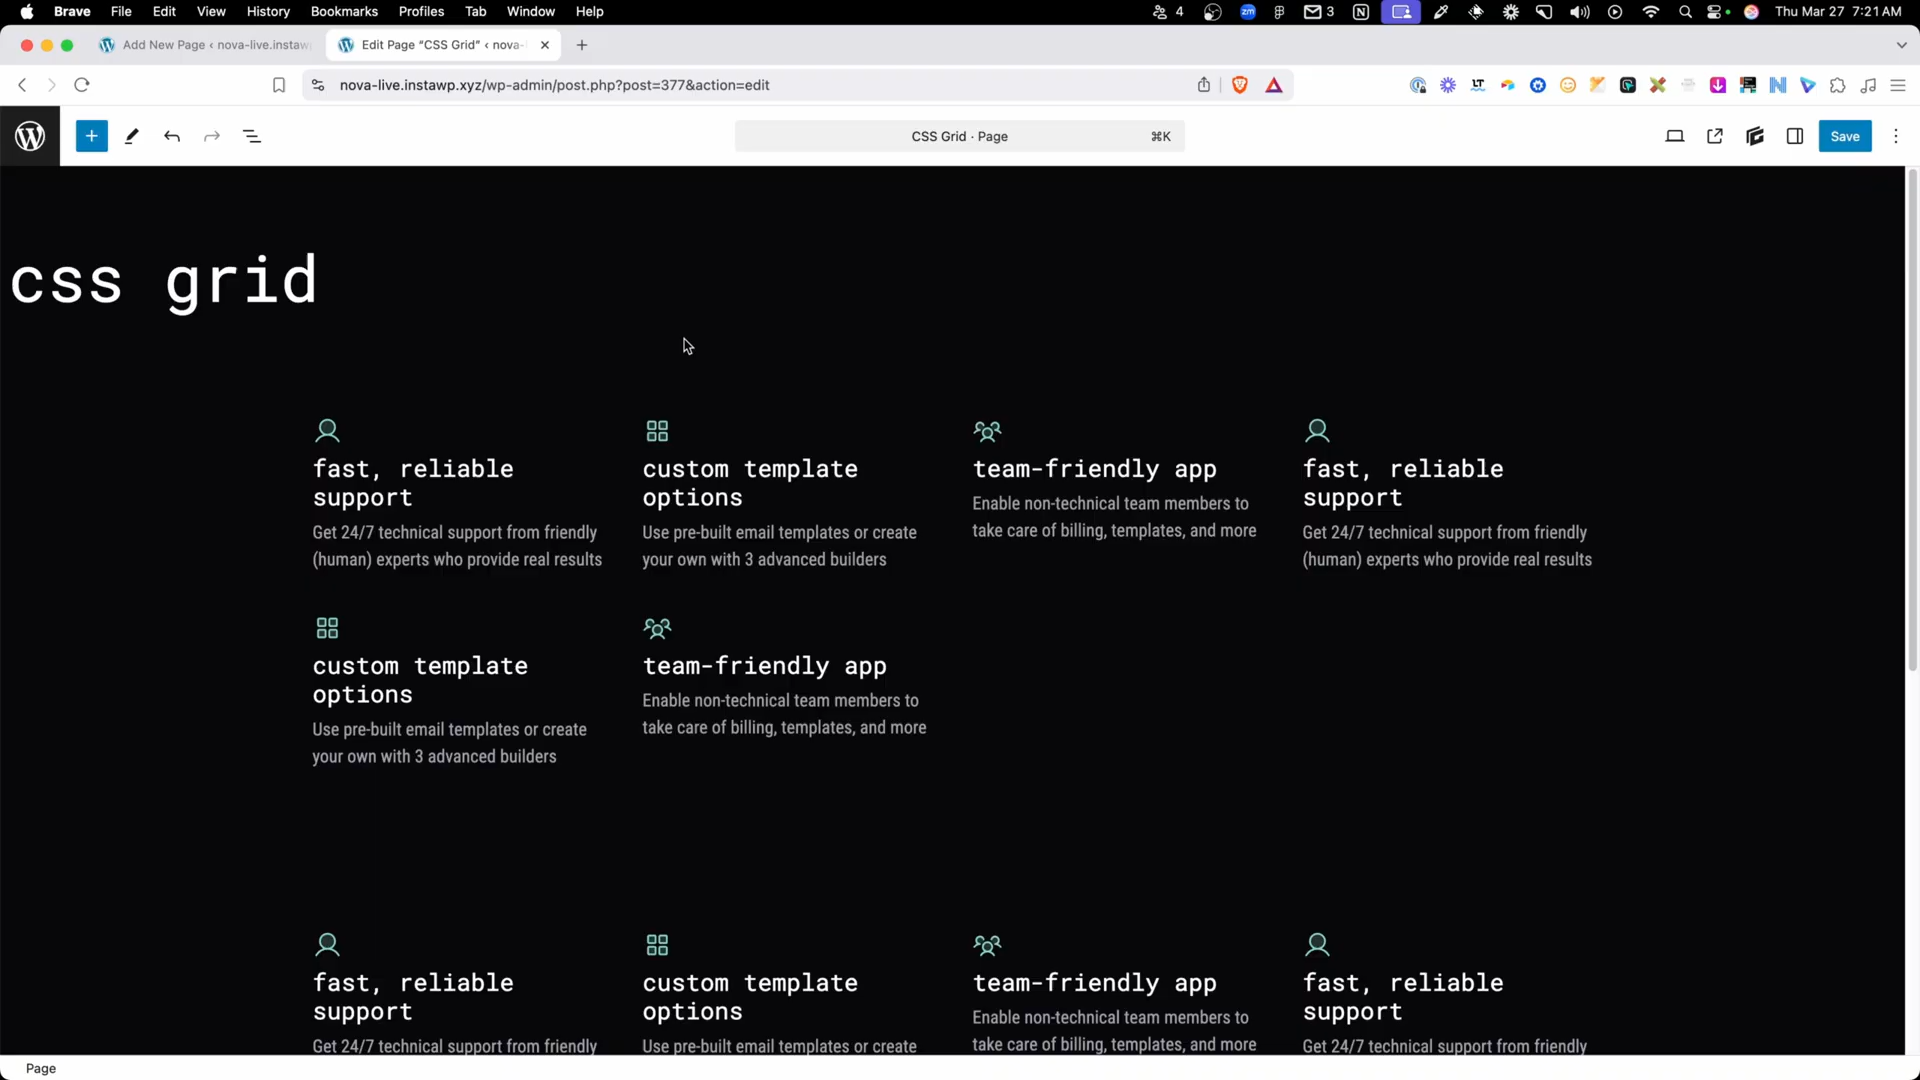 Brave File Edit View History Bookmarks Profiles Tab Window Help 4 zm 3 Thu Mar 27 7:21 AM
Add New Page ‹ nova-live.instaw
Edit Page “CSS Grid” ‹ nova-
nova-live.instawp.xyz/wp-admin/post.php?post=377&action=edit
CSS Grid · Page ⌘K
Save
css grid
fast, reliable
support
Get 24/7 technical support from friendly
(human) experts who provide real results
custom template
options
Use pre-built email templates or create
your own with 3 advanced builders
team-friendly app
Enable non-technical team members to
take care of billing, templates, and more
fast, reliable
support
Get 24/7 technical support from friendly
(human) experts who provide real results
custom template
options
Use pre-built email templates or create
your own with 3 advanced builders
team-friendly app
Enable non-technical team members to
take care of billing, templates, and more
fast, reliable
support
Get 24/7 technical support from friendly
custom template
options
Use pre-built email templates or create
team-friendly app
Enable non-technical team members to
take care of billing, templates, and more
fast, reliable
support
Get 24/7 technical support from friendly
Page